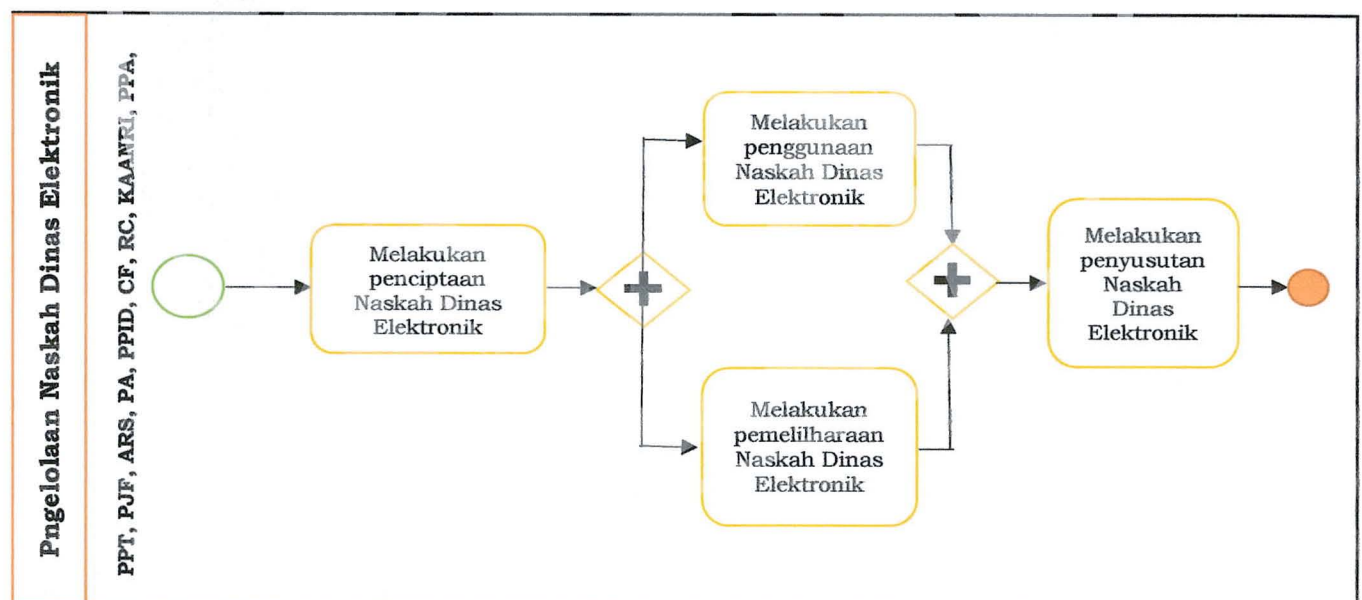 Pngelolaan Naskah Dinas Elektronik
PPT, PJF, ARS, PA, PPID, CF, RC, KAANRI, PPA,
Melakukan
penciptaan
Naskah Dinas
Elektronik
Melakukan
penggunaan
Naskah Dinas
Elektronik
Melakukan
pemelilharaan
Naskah Dinas
Elektronik
Melakukan
penyusutan
Naskah
Dinas
Elektronik